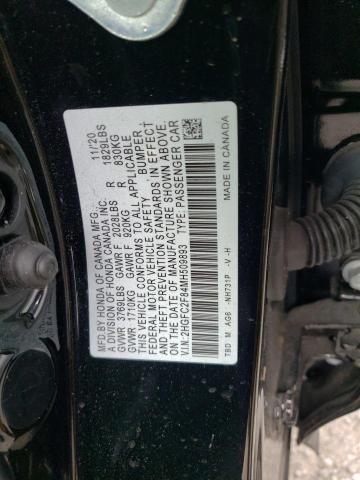 MFD BY HONDA OF CANADA MFG. 11/20
A DIVISION OF HONDA CANADA INC.
GVWR 3769LBS GAWR F 2028LBS R 1829LBS
GVWR 1710KG GAWR F 920KG R 830KG
THIS VEHICLE CONFORMS TO ALL APPLICABLE
FEDERAL MOTOR VEHICLE SAFETY BUMPER,
AND THEFT PREVENTION STANDARDS IN EFFECT
ON THE DATE OF MANUFACTURE SHOWN ABOVE.
V.I.N:2HGFC2F84MH509893 TYPE:PASSENGER CAR
TBD M AG6 -NH731P -V -H MADE IN CANADA